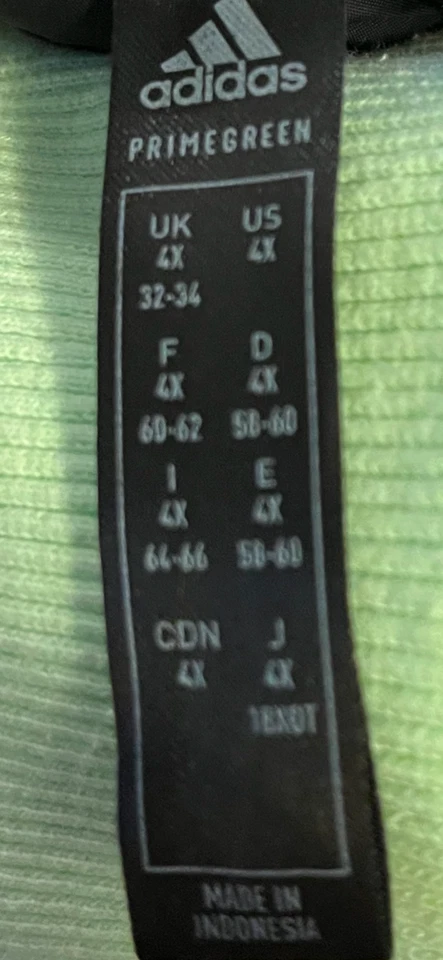 adidas
PRIMEGREEN
UK US
4X 4X
32-34
F D
4X 4X
60-62 58-60
I E
4X 4X
64-66 58-60
CDN J
4X 4X
MADE IN
INDONESIA